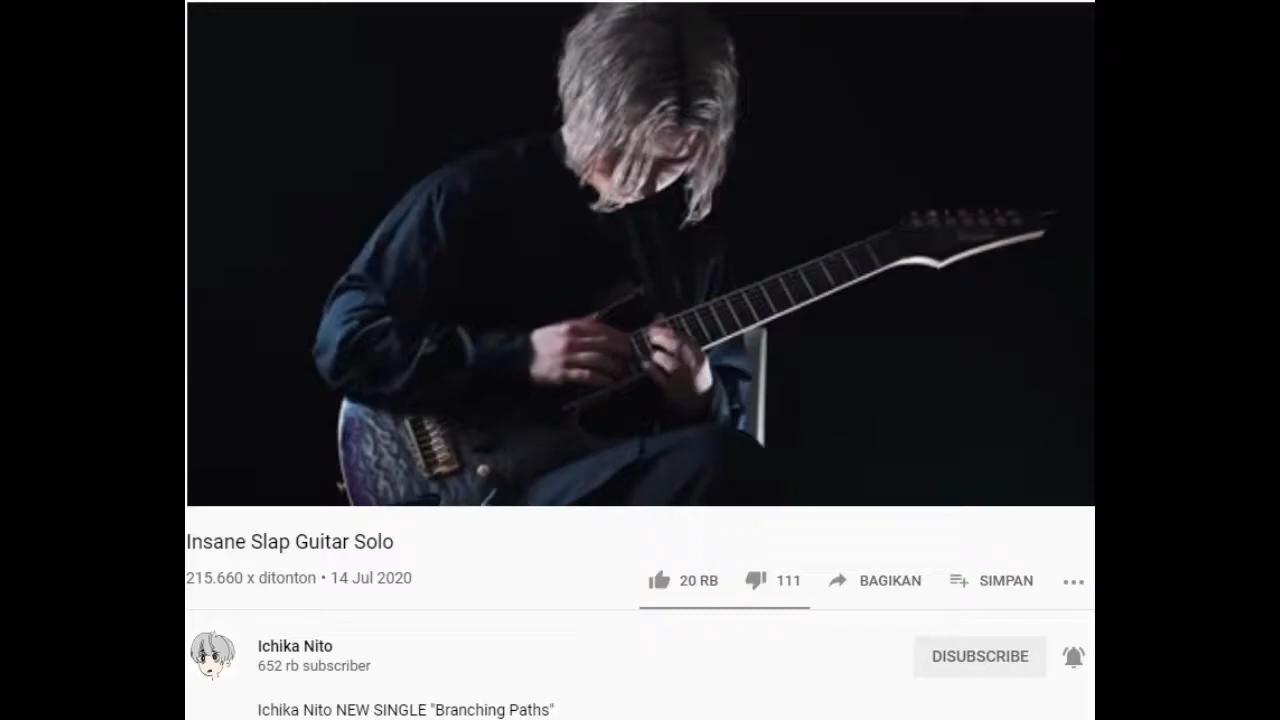 Insane Slap Guitar Solo
215.660 x ditonton • 14 Jul 2020
20 RB
111
BAGIKAN
SIMPAN
Ichika Nito
652 rb subscriber
DISUBSCRIBE
Ichika Nito NEW SINGLE "Branching Paths"